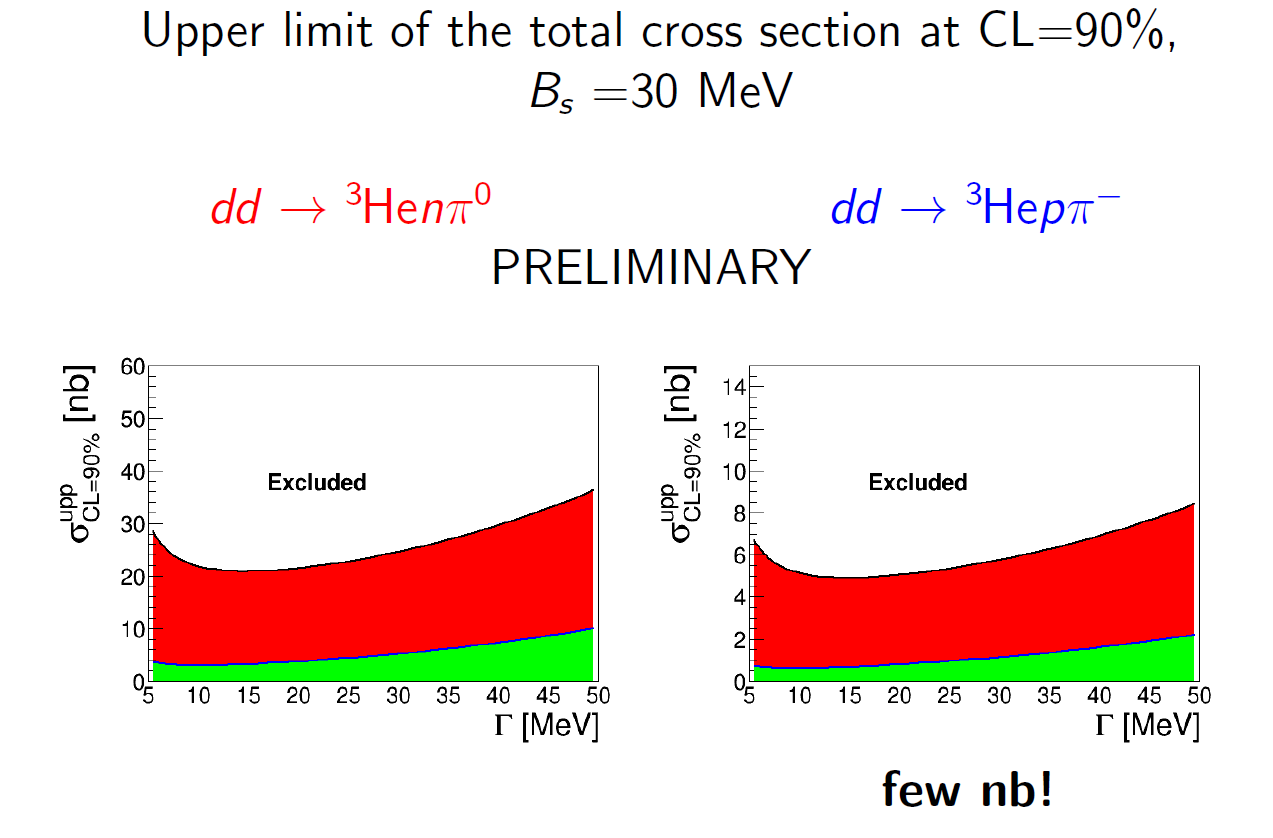 Upper limit of the total cross section at CL=90%,
B_s =30 MeV
dd → ³Henπ⁰
dd → ³Hepπ⁻
PRELIMINARY
σ^upp_CL=90% [nb]
60
50
40
30
20
10
0
Excluded
5 10 15 20 25 30 35 40 45 50
Γ [MeV]
σ^upp_CL=90% [nb]
14
12
10
8
6
4
2
0
Excluded
5 10 15 20 25 30 35 40 45 50
Γ [MeV]
few nb!